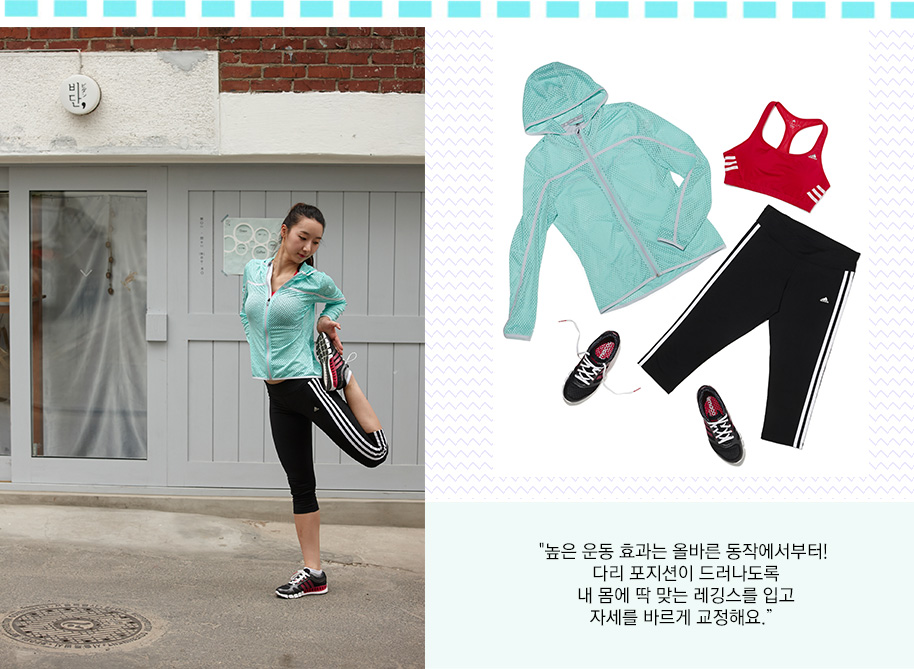 비단,
"높은 운동 효과는 올바른 동작에서부터!
다리 포지션이 드러나도록
내 몸에 딱 맞는 레깅스를 입고
자세를 바르게 교정해요.”